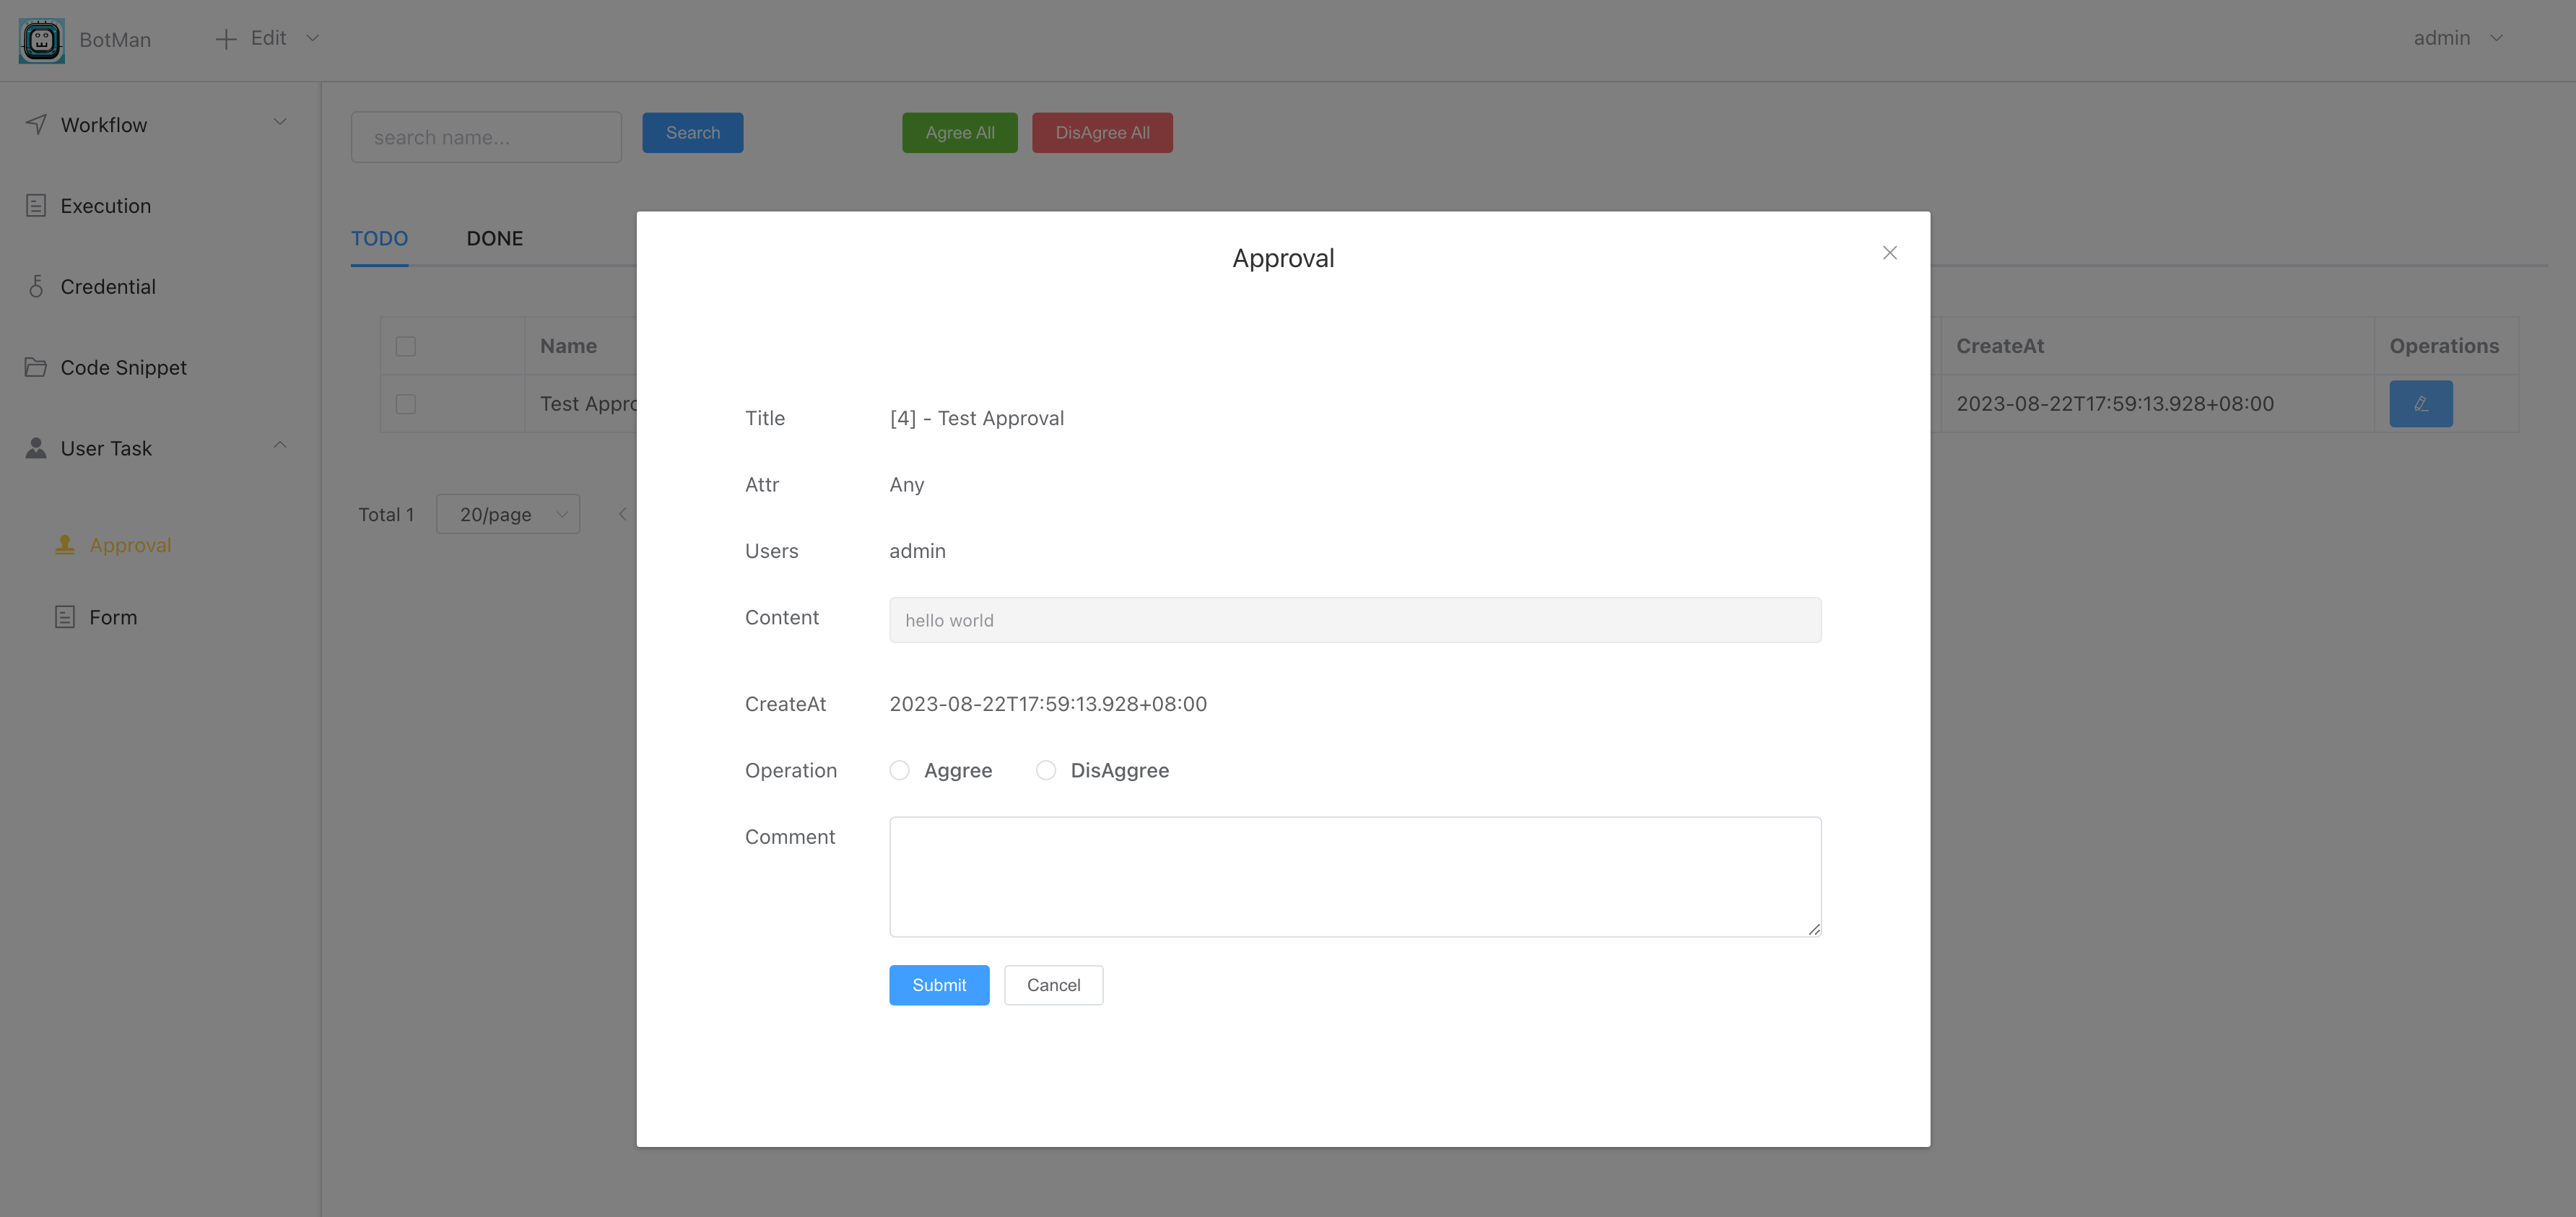 BotMan
Edit
admin
Workflow
Execution
Credential
Code Snippet
User Task
Approval
Form
search name...
Search
Agree All
DisAgree All
TODO
DONE
Name
CreateAt
Operations
Test Appro
2023-08-22T17:59:13.928+08:00
Total 1
20/page
Approval
Title [4] - Test Approval
Attr Any
Users admin
Content hello world
CreateAt 2023-08-22T17:59:13.928+08:00
Operation Aggree DisAggree
Comment
Submit Cancel